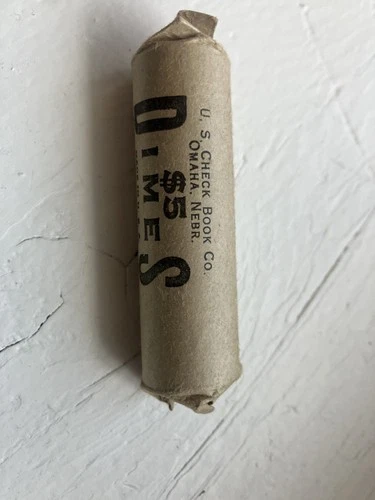 U. S. CHECK BOOK CO.
OMAHA, NEBR.
$5
DIMES